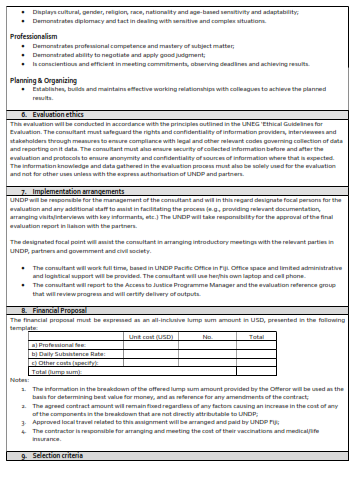 • Displays cultural, gender, religion, race, nationality and age-based sensitivity and adaptability;
• Demonstrates diplomacy and tact in dealing with sensitive and complex situations.
Professionalism
• Demonstrates professional competence and mastery of subject matter;
• Demonstrated ability to negotiate and apply good judgment;
• Is conscientious and efficient in meeting commitments, observing deadlines and achieving results.
Planning & Organizing
• Establishes, builds and maintains effective working relationships with colleagues to achieve the planned
results.
6. Evaluation ethics
This evaluation will be conducted in accordance with the principles outlined in the UNEG 'Ethical Guidelines for
Evaluation. The consultant must safeguard the rights and confidentiality of information providers, interviewees and
stakeholders through measures to ensure compliance with legal and other relevant codes governing collection of data
and reporting on it data. The consultant must also ensure security of collected information before and after the
evaluation and protocols to ensure anonymity and confidentiality of sources of information where that is expected.
The information knowledge and data gathered in the evaluation process must also be solely used for the evaluation
and not for other uses unless with the express authorisation of UNDP and partners.
7. Implementation arrangements
UNDP will be responsible for the management of the consultant and will in this regard designate focal persons for the
evaluation and any additional staff to assist in facilitating the process (e.g., providing relevant documentation,
arranging visits/interviews with key informants, etc.) The UNDP will take responsibility for the approval of the final
evaluation report in liaison with the partners.
The designated focal point will assist the consultant in arranging introductory meetings with the relevant parties in
UNDP, partners and government and civil society.
• The consultant will work full time, based in UNDP Pacific Office in Fiji. Office space and limited administrative
and logistical support will be provided. The consultant will use her/his own laptop and cell phone.
• The consultant will report to the Access to Justice Programme Manager and the evaluation reference group
that will review progress and will certify delivery of outputs.
8. Financial Proposal
The financial proposal must be expressed as an all-inclusive lump sum amount in USD, presented in the following
template:
Unit cost (USD) No. Total
a) Professional fee:
b) Daily Subsistence Rate:
c) Other costs (specify):
Total (lump sum):
Notes:
1. The information in the breakdown of the offered lump sum amount provided by the Offeror will be used as the
basis for determining best value for money, and as reference for any amendments of the contract;
2. The agreed contract amount will remain fixed regardless of any factors causing an increase in the cost of any
of the components in the breakdown that are not directly attributable to UNDP;
3. Approved local travel related to this assignment will be arranged and paid by UNDP Fiji;
4. The contractor is responsible for arranging and meeting the cost of their vaccinations and medical/life
insurance.
9. Selection criteria